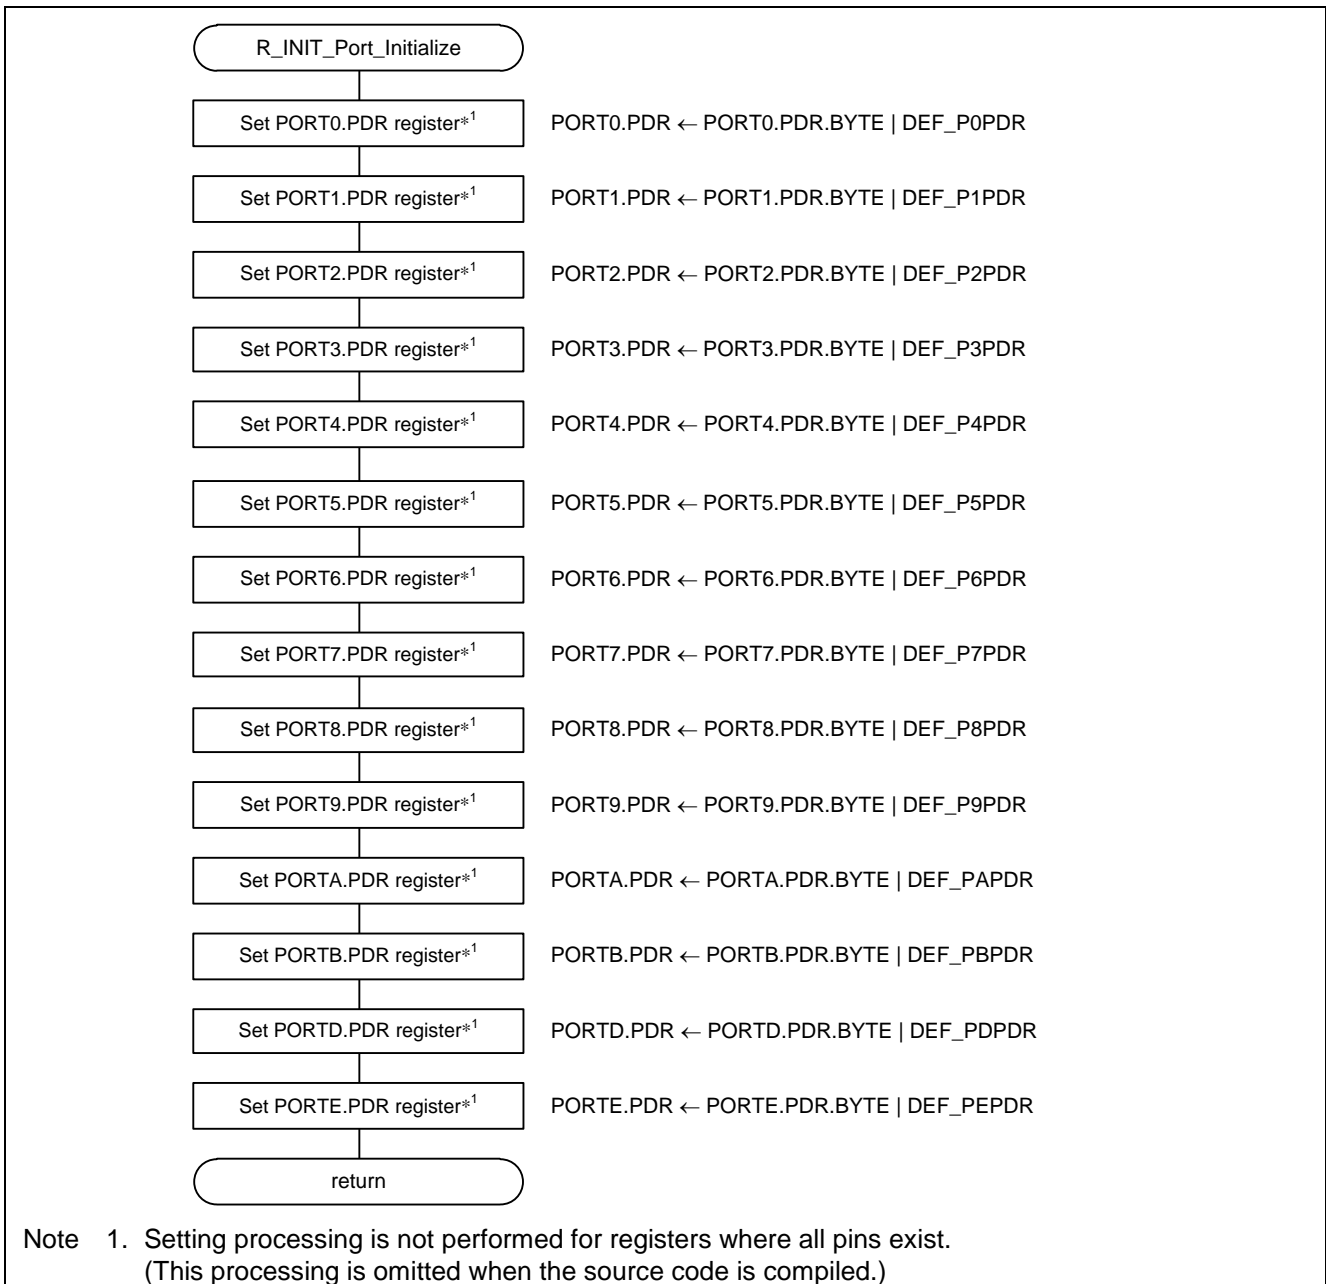 R_INIT_Port_Initialize
Set PORT0.PDR register*1 PORT0.PDR ← PORT0.PDR.BYTE | DEF_P0PDR
Set PORT1.PDR register*1 PORT1.PDR ← PORT1.PDR.BYTE | DEF_P1PDR
Set PORT2.PDR register*1 PORT2.PDR ← PORT2.PDR.BYTE | DEF_P2PDR
Set PORT3.PDR register*1 PORT3.PDR ← PORT3.PDR.BYTE | DEF_P3PDR
Set PORT4.PDR register*1 PORT4.PDR ← PORT4.PDR.BYTE | DEF_P4PDR
Set PORT5.PDR register*1 PORT5.PDR ← PORT5.PDR.BYTE | DEF_P5PDR
Set PORT6.PDR register*1 PORT6.PDR ← PORT6.PDR.BYTE | DEF_P6PDR
Set PORT7.PDR register*1 PORT7.PDR ← PORT7.PDR.BYTE | DEF_P7PDR
Set PORT8.PDR register*1 PORT8.PDR ← PORT8.PDR.BYTE | DEF_P8PDR
Set PORT9.PDR register*1 PORT9.PDR ← PORT9.PDR.BYTE | DEF_P9PDR
Set PORTA.PDR register*1 PORTA.PDR ← PORTA.PDR.BYTE | DEF_PAPDR
Set PORTB.PDR register*1 PORTB.PDR ← PORTB.PDR.BYTE | DEF_PBPDR
Set PORTD.PDR register*1 PORTD.PDR ← PORTD.PDR.BYTE | DEF_PDPDR
Set PORTE.PDR register*1 PORTE.PDR ← PORTE.PDR.BYTE | DEF_PEPDR
return
Note 1. Setting processing is not performed for registers where all pins exist.
(This processing is omitted when the source code is compiled.)